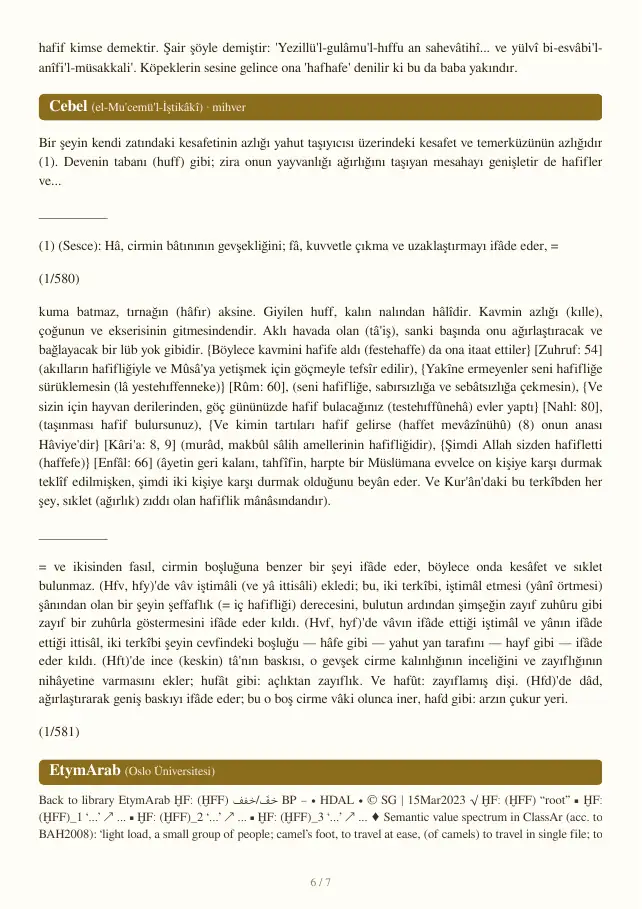 hafif kimse demektir. Şair şöyle demiştir: 'Yezillü'l-gulâmu'l-hıffu an sahevâtihî... ve yülvî bi-esvâbi'l-
anîfi'l-müsakkali'. Köpeklerin sesine gelince ona 'hafhafe' denilir ki bu da baba yakındır.
Cebel (el-Mu'cemü'l-İştikâkî) · mihver
Bir şeyin kendi zatındaki kesafetinin azlığı yahut taşıyıcısı üzerindeki kesafet ve temerküzünün azlığıdır
(1). Devenin tabanı (huff) gibi; zira onun yayvanlığı ağırlığını taşıyan mesahayı genişletir de hafifler
ve...
(1) (Sesce): Hâ, cirmin bâtınının gevşekliğini; fâ, kuvvetle çıkma ve uzaklaştırmayı ifâde eder, =
(1/580)
kuma batmaz, tırnağın (hâfır) aksine. Giyilen huff, kalın nalından hâlîdir. Kavmin azlığı (kılle),
çoğunun ve ekserisinin gitmesindendir. Aklı havada olan (tâ'iş), sanki başında onu ağırlaştıracak ve
bağlayacak bir lüb yok gibidir. {Böylece kavmini hafife aldı (festehaffe) da ona itaat ettiler} [Zuhruf: 54]
(akılların hafifliğiyle ve Mûsâ'ya yetişmek için göçmeyle tefsîr edilir), {Yakîne ermeyenler seni hafifliğe
sürüklemesin (lâ yestehıffenneke)} [Rûm: 60], (seni hafifliğe, sabırsızlığa ve sebâtsızlığa çekmesin), {Ve
sizin için hayvan derilerinden, göç gününüzde hafif bulacağınız (testehıffûnehâ) evler yaptı} [Nahl: 80],
(taşınması hafif bulursunuz), {Ve kimin tartıları hafif gelirse (haffet mevâzînühû) (8) onun anası
Hâviye'dir} [Kâri'a: 8, 9] (murâd, makbûl sâlih amellerinin hafifliğidir), {Şimdi Allah sizden hafifletti
(haffefe)} [Enfâl: 66] (âyetin geri kalanı, tahfîfin, harpte bir Müslümana evvelce on kişiye karşı durmak
teklîf edilmişken, şimdi iki kişiye karşı durmak olduğunu beyân eder. Ve Kur'ân'daki bu terkîbden her
şey, sıklet (ağırlık) zıddı olan hafiflik mânâsındandır).
= ve ikisinden fasıl, cirmin boşluğuna benzer bir şeyi ifâde eder, böylece onda kesâfet ve sıklet
bulunmaz. (Hfv, hfy)'de vâv iştimâli (ve yâ ittisâli) ekledi; bu, iki terkîbi, iştimâl etmesi (yânî örtmesi)
şânından olan bir şeyin şeffaflık (= iç hafifliği) derecesini, bulutun ardından şimşeğin zayıf zuhûru gibi
zayıf bir zuhûrla göstermesini ifâde eder kıldı. (Hvf, hyf)'de vâvın ifâde ettiği iştimâl ve yânın ifâde
ettiği ittisâl, iki terkîbi şeyin cevfindeki boşluğu — hâfe gibi — yahut yan tarafını — hayf gibi — ifâde
eder kıldı. (Hft)'de ince (keskin) tâ'nın baskısı, o gevşek cirme kalınlığının inceliğini ve zayıflığının
nihâyetine varmasını ekler; hufât gibi: açlıktan zayıflık. Ve hafût: zayıflamış dişi. (Hfd)'de dâd,
ağırlaştırarak geniş baskıyı ifâde eder; bu o boş cirme vâki olunca iner, hafd gibi: arzın çukur yeri.
(1/581)
EtymArab (Oslo Üniversitesi)
Back to library EtymArab ḪF: (ḪFF) خفّ/خفف BP – • HDAL • © SG | 15Mar2023 √ ḪF: (ḪFF) “root” ▪ ḪF:
(ḪFF)_1 ‘...’ ↗ ... ▪ ḪF: (ḪFF)_2 ‘...’ ↗ ... ▪ ḪF: (ḪFF)_3 ‘...’ ↗ ... ♦ Semantic value spectrum in ClassAr (acc. to
BAH2008): ‘light load, a small group of people; camel’s foot, to travel at ease, (of camels) to travel in single file; to
6 / 7